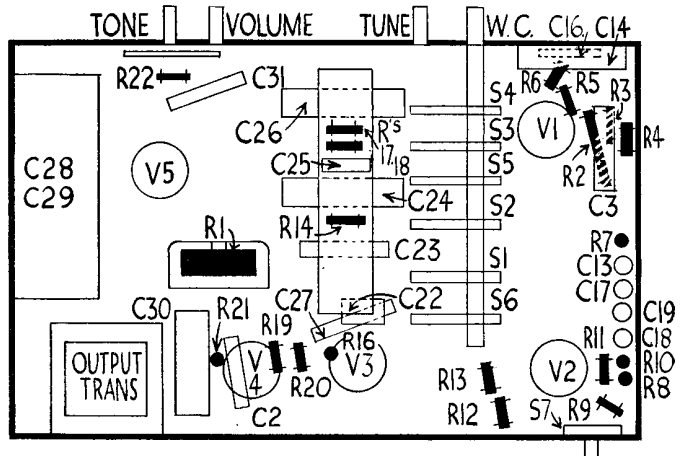 TONE VOLUME TUNE W.C. C16 C14
R22 C31 R6 R5 R3
S4
C26 R's 17 18 S3 V1 R4
C25 S5 R2
C28 C29 V5 C24 C3
R14 S2
R1 C23 R7
S1 C13
C27 C22 S6 C17
C30 R21 R19 R16 C19
R11 C18
OUTPUT TRANS V4 R20 V3 R13 V2 R10
R8
C2 R12 S7 R9